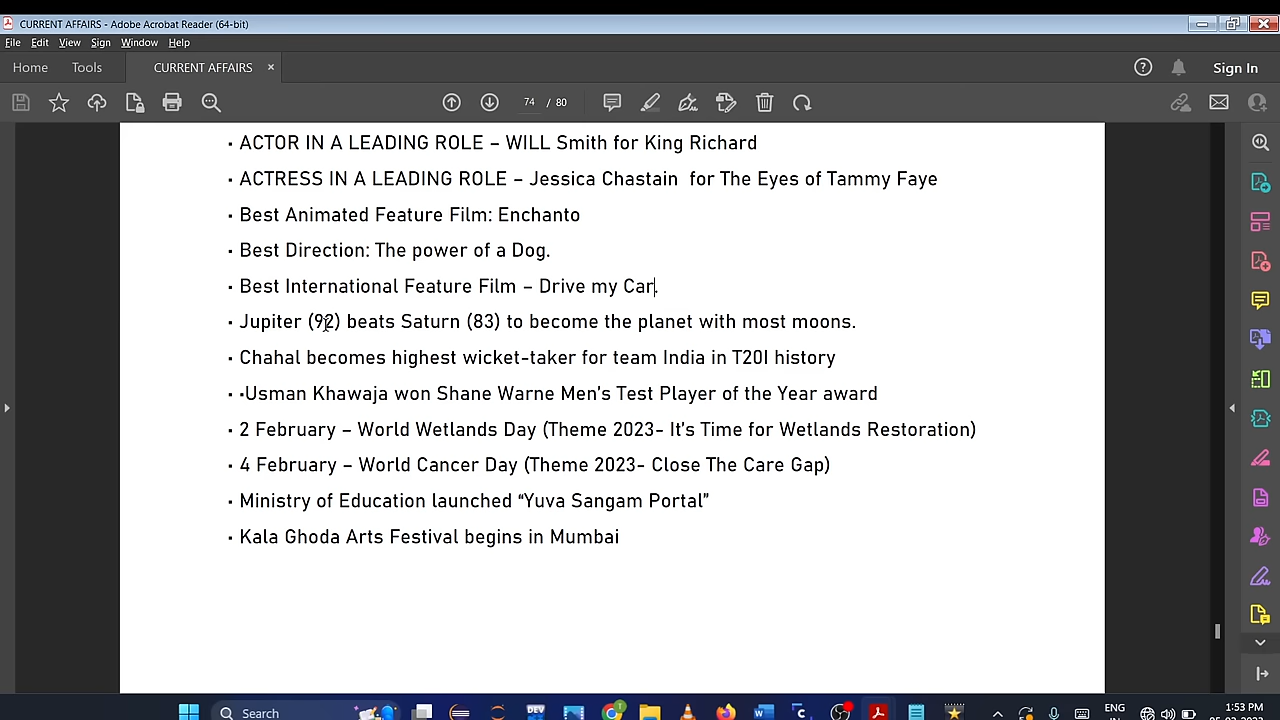 CURRENT AFFAIRS - Adobe Acrobat Reader (64-bit)
File Edit View Sign Window Help
Home Tools CURRENT AFFAIRS × Sign In
74 / 80
▪ ACTOR IN A LEADING ROLE – WILL Smith for King Richard
▪ ACTRESS IN A LEADING ROLE – Jessica Chastain for The Eyes of Tammy Faye
▪ Best Animated Feature Film: Enchanto
▪ Best Direction: The power of a Dog.
▪ Best International Feature Film – Drive my Car.
▪ Jupiter (92) beats Saturn (83) to become the planet with most moons.
▪ Chahal becomes highest wicket-taker for team India in T20I history
▪ ▪Usman Khawaja won Shane Warne Men's Test Player of the Year award
▪ 2 February – World Wetlands Day (Theme 2023- It's Time for Wetlands Restoration)
▪ 4 February – World Cancer Day (Theme 2023- Close The Care Gap)
▪ Ministry of Education launched “Yuva Sangam Portal”
▪ Kala Ghoda Arts Festival begins in Mumbai
Search DEV ENG 1:53 PM
IN